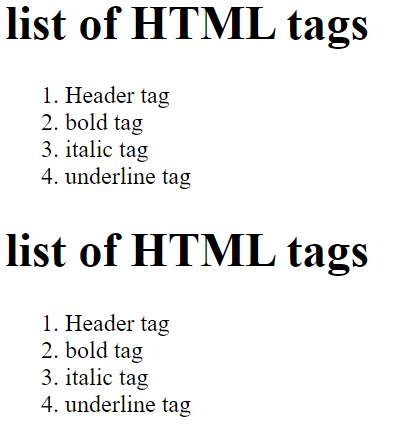 list of HTML tags
1. Header tag
2. bold tag
3. italic tag
4. underline tag
list of HTML tags
1. Header tag
2. bold tag
3. italic tag
4. underline tag